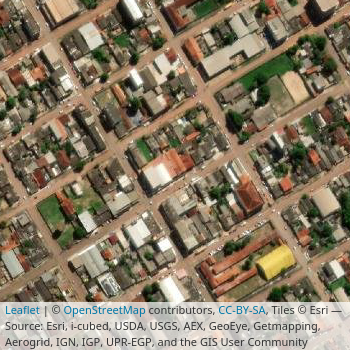 Leaflet | © OpenStreetMap contributors, CC-BY-SA, Tiles © Esri —
Source: Esri, i-cubed, USDA, USGS, AEX, GeoEye, Getmapping,
Aerogrid, IGN, IGP, UPR-EGP, and the GIS User Community